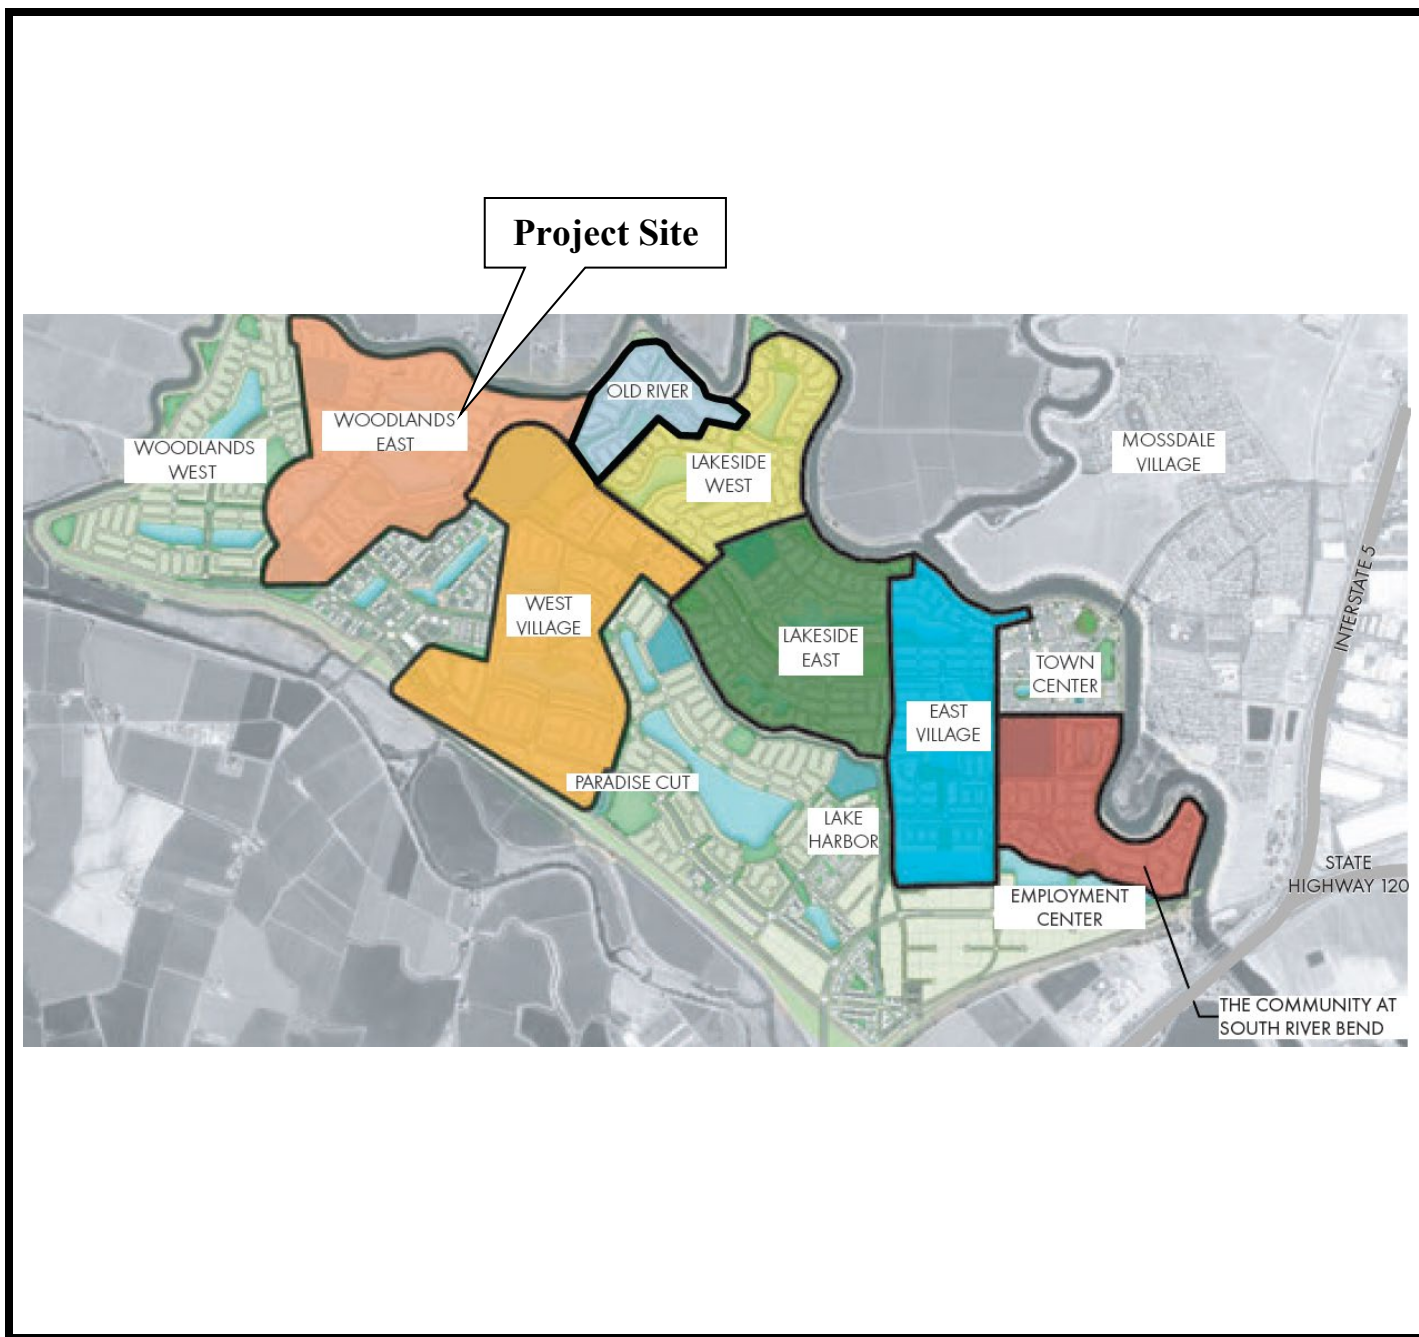 Project Site
OLD RIVER
WOODLANDS
EAST
WOODLANDS
WEST
LAKESIDE
WEST
MOSSDALE
VILLAGE
INTERSTATE 5
WEST
VILLAGE
LAKESIDE
EAST
TOWN
CENTER
EAST
VILLAGE
PARADISE CUT
LAKE
HARBOR
STATE
HIGHWAY 120
EMPLOYMENT
CENTER
THE COMMUNITY AT
SOUTH RIVER BEND